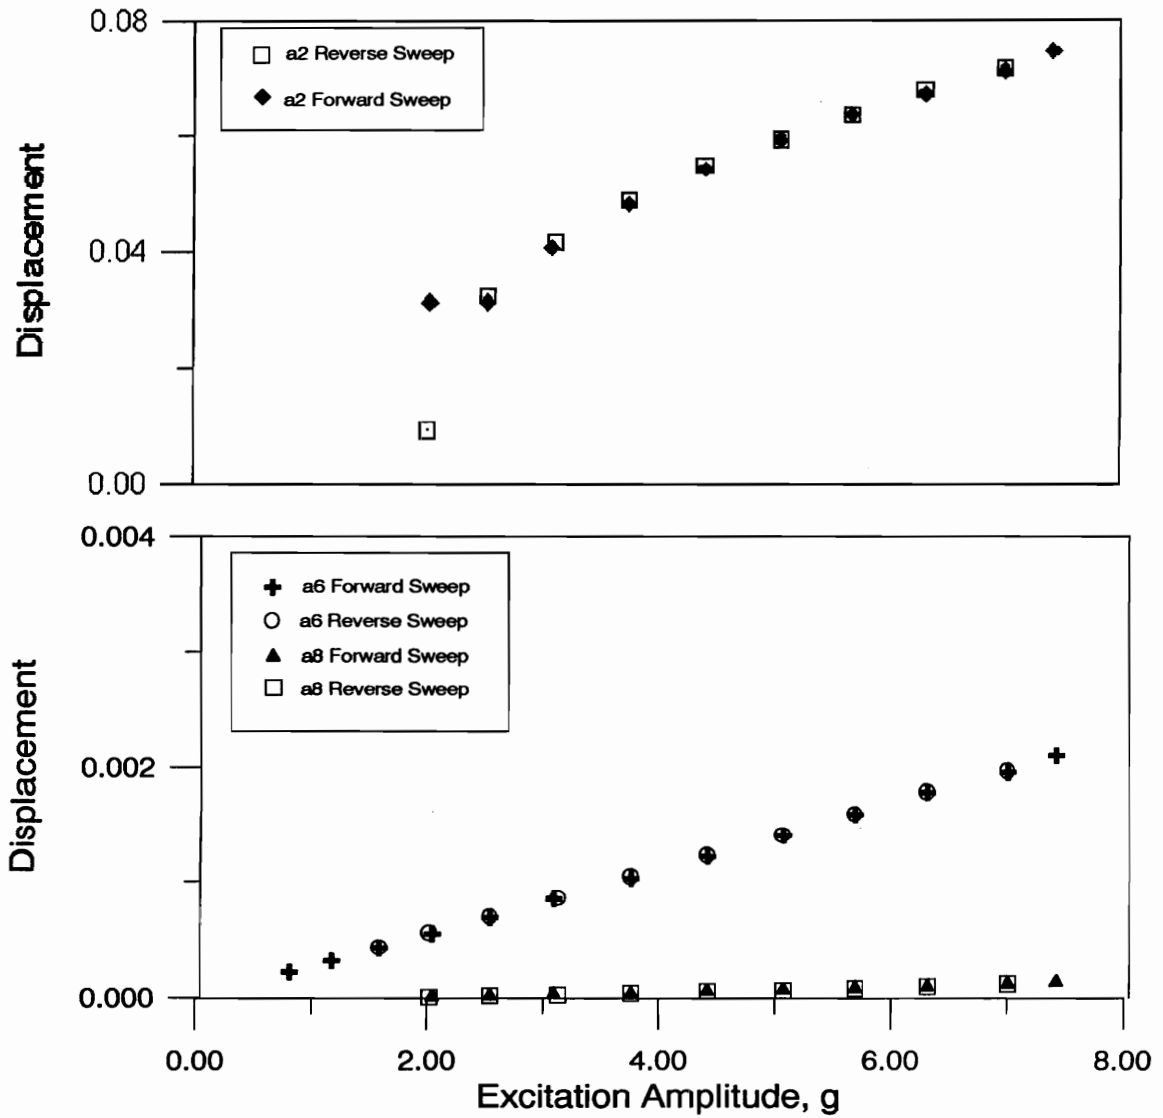 0.08
a2 Reverse Sweep
a2 Forward Sweep
Displacement
0.04
0.00
0.004
a6 Forward Sweep
a6 Reverse Sweep
a8 Forward Sweep
a8 Reverse Sweep
Displacement
0.002
0.000
0.00 2.00 4.00 6.00 8.00
Excitation Amplitude, g